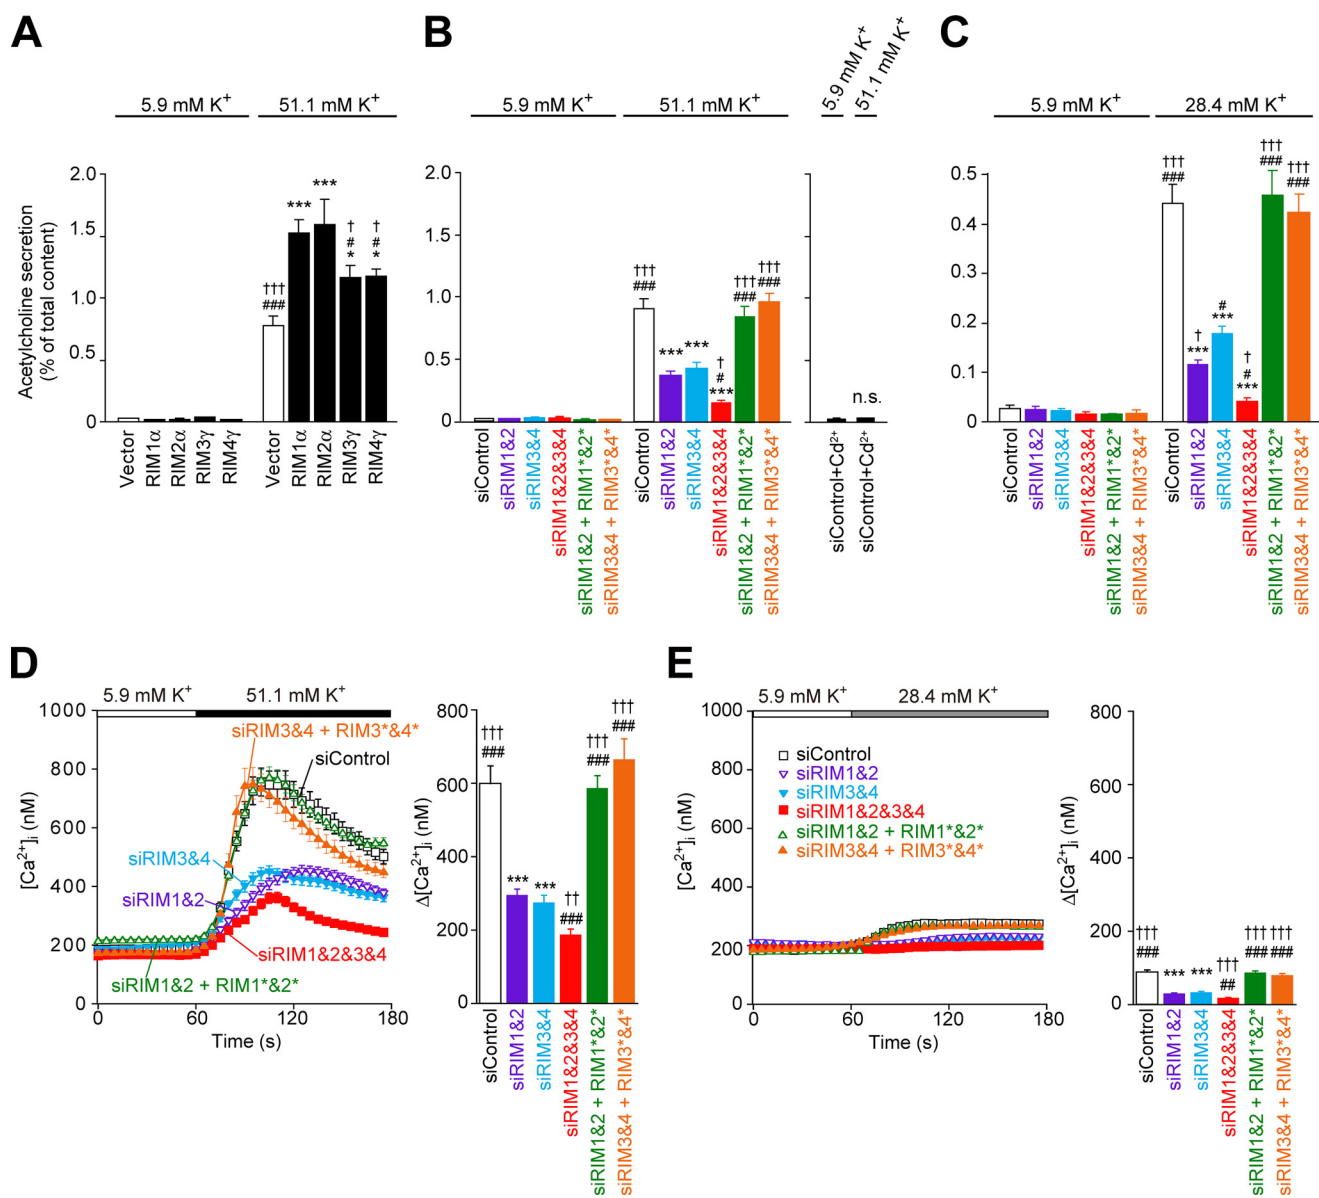 A
B
C
5.9 mM K⁺
51.1 mM K⁺
5.9 mM K⁺
51.1 mM K⁺
5.9 mM K⁺
51.1 mM K⁺
5.9 mM K⁺
28.4 mM K⁺
Acetylcholine secretion
(% of total content)
2.0
1.5
1.0
0.5
0
†††
###
***
***
†
#
*
†
#
*
Vector
RIM1α
RIM2α
RIM3γ
RIM4γ
Vector
RIM1α
RIM2α
RIM3γ
RIM4γ
2.0
1.5
1.0
0.5
0
†††
###
***
***
†
#
***
†††
###
†††
###
n.s.
siControl
siRIM1&2
siRIM3&4
siRIM1&2&3&4
siRIM1&2 + RIM1*&2*
siRIM3&4 + RIM3*&4*
siControl
siRIM1&2
siRIM3&4
siRIM1&2&3&4
siRIM1&2 + RIM1*&2*
siRIM3&4 + RIM3*&4*
siControl+Cd²⁺
siControl+Cd²⁺
0.5
0.4
0.3
0.2
0.1
0
†††
###
†
***
#
***
†
#
***
†††
###
†††
###
siControl
siRIM1&2
siRIM3&4
siRIM1&2&3&4
siRIM1&2 + RIM1*&2*
siRIM3&4 + RIM3*&4*
siControl
siRIM1&2
siRIM3&4
siRIM1&2&3&4
siRIM1&2 + RIM1*&2*
siRIM3&4 + RIM3*&4*
D
5.9 mM K⁺
51.1 mM K⁺
[Ca²⁺]ᵢ (nM)
1000
800
600
400
200
0
siRIM3&4 + RIM3*&4*
siControl
siRIM3&4
siRIM1&2
siRIM1&2&3&4
siRIM1&2 + RIM1*&2*
0
60
120
180
Time (s)
Δ[Ca²⁺]ᵢ (nM)
800
600
400
200
0
†††
###
***
***
††
###
†††
###
†††
###
siControl
siRIM1&2
siRIM3&4
siRIM1&2&3&4
siRIM1&2 + RIM1*&2*
siRIM3&4 + RIM3*&4*
E
5.9 mM K⁺
28.4 mM K⁺
[Ca²⁺]ᵢ (nM)
1000
800
600
400
200
0
siControl
siRIM1&2
siRIM3&4
siRIM1&2&3&4
siRIM1&2 + RIM1*&2*
siRIM3&4 + RIM3*&4*
0
60
120
180
Time (s)
Δ[Ca²⁺]ᵢ (nM)
800
600
400
200
0
†††
###
***
***
†††
##
†††
###
†††
###
siControl
siRIM1&2
siRIM3&4
siRIM1&2&3&4
siRIM1&2 + RIM1*&2*
siRIM3&4 + RIM3*&4*